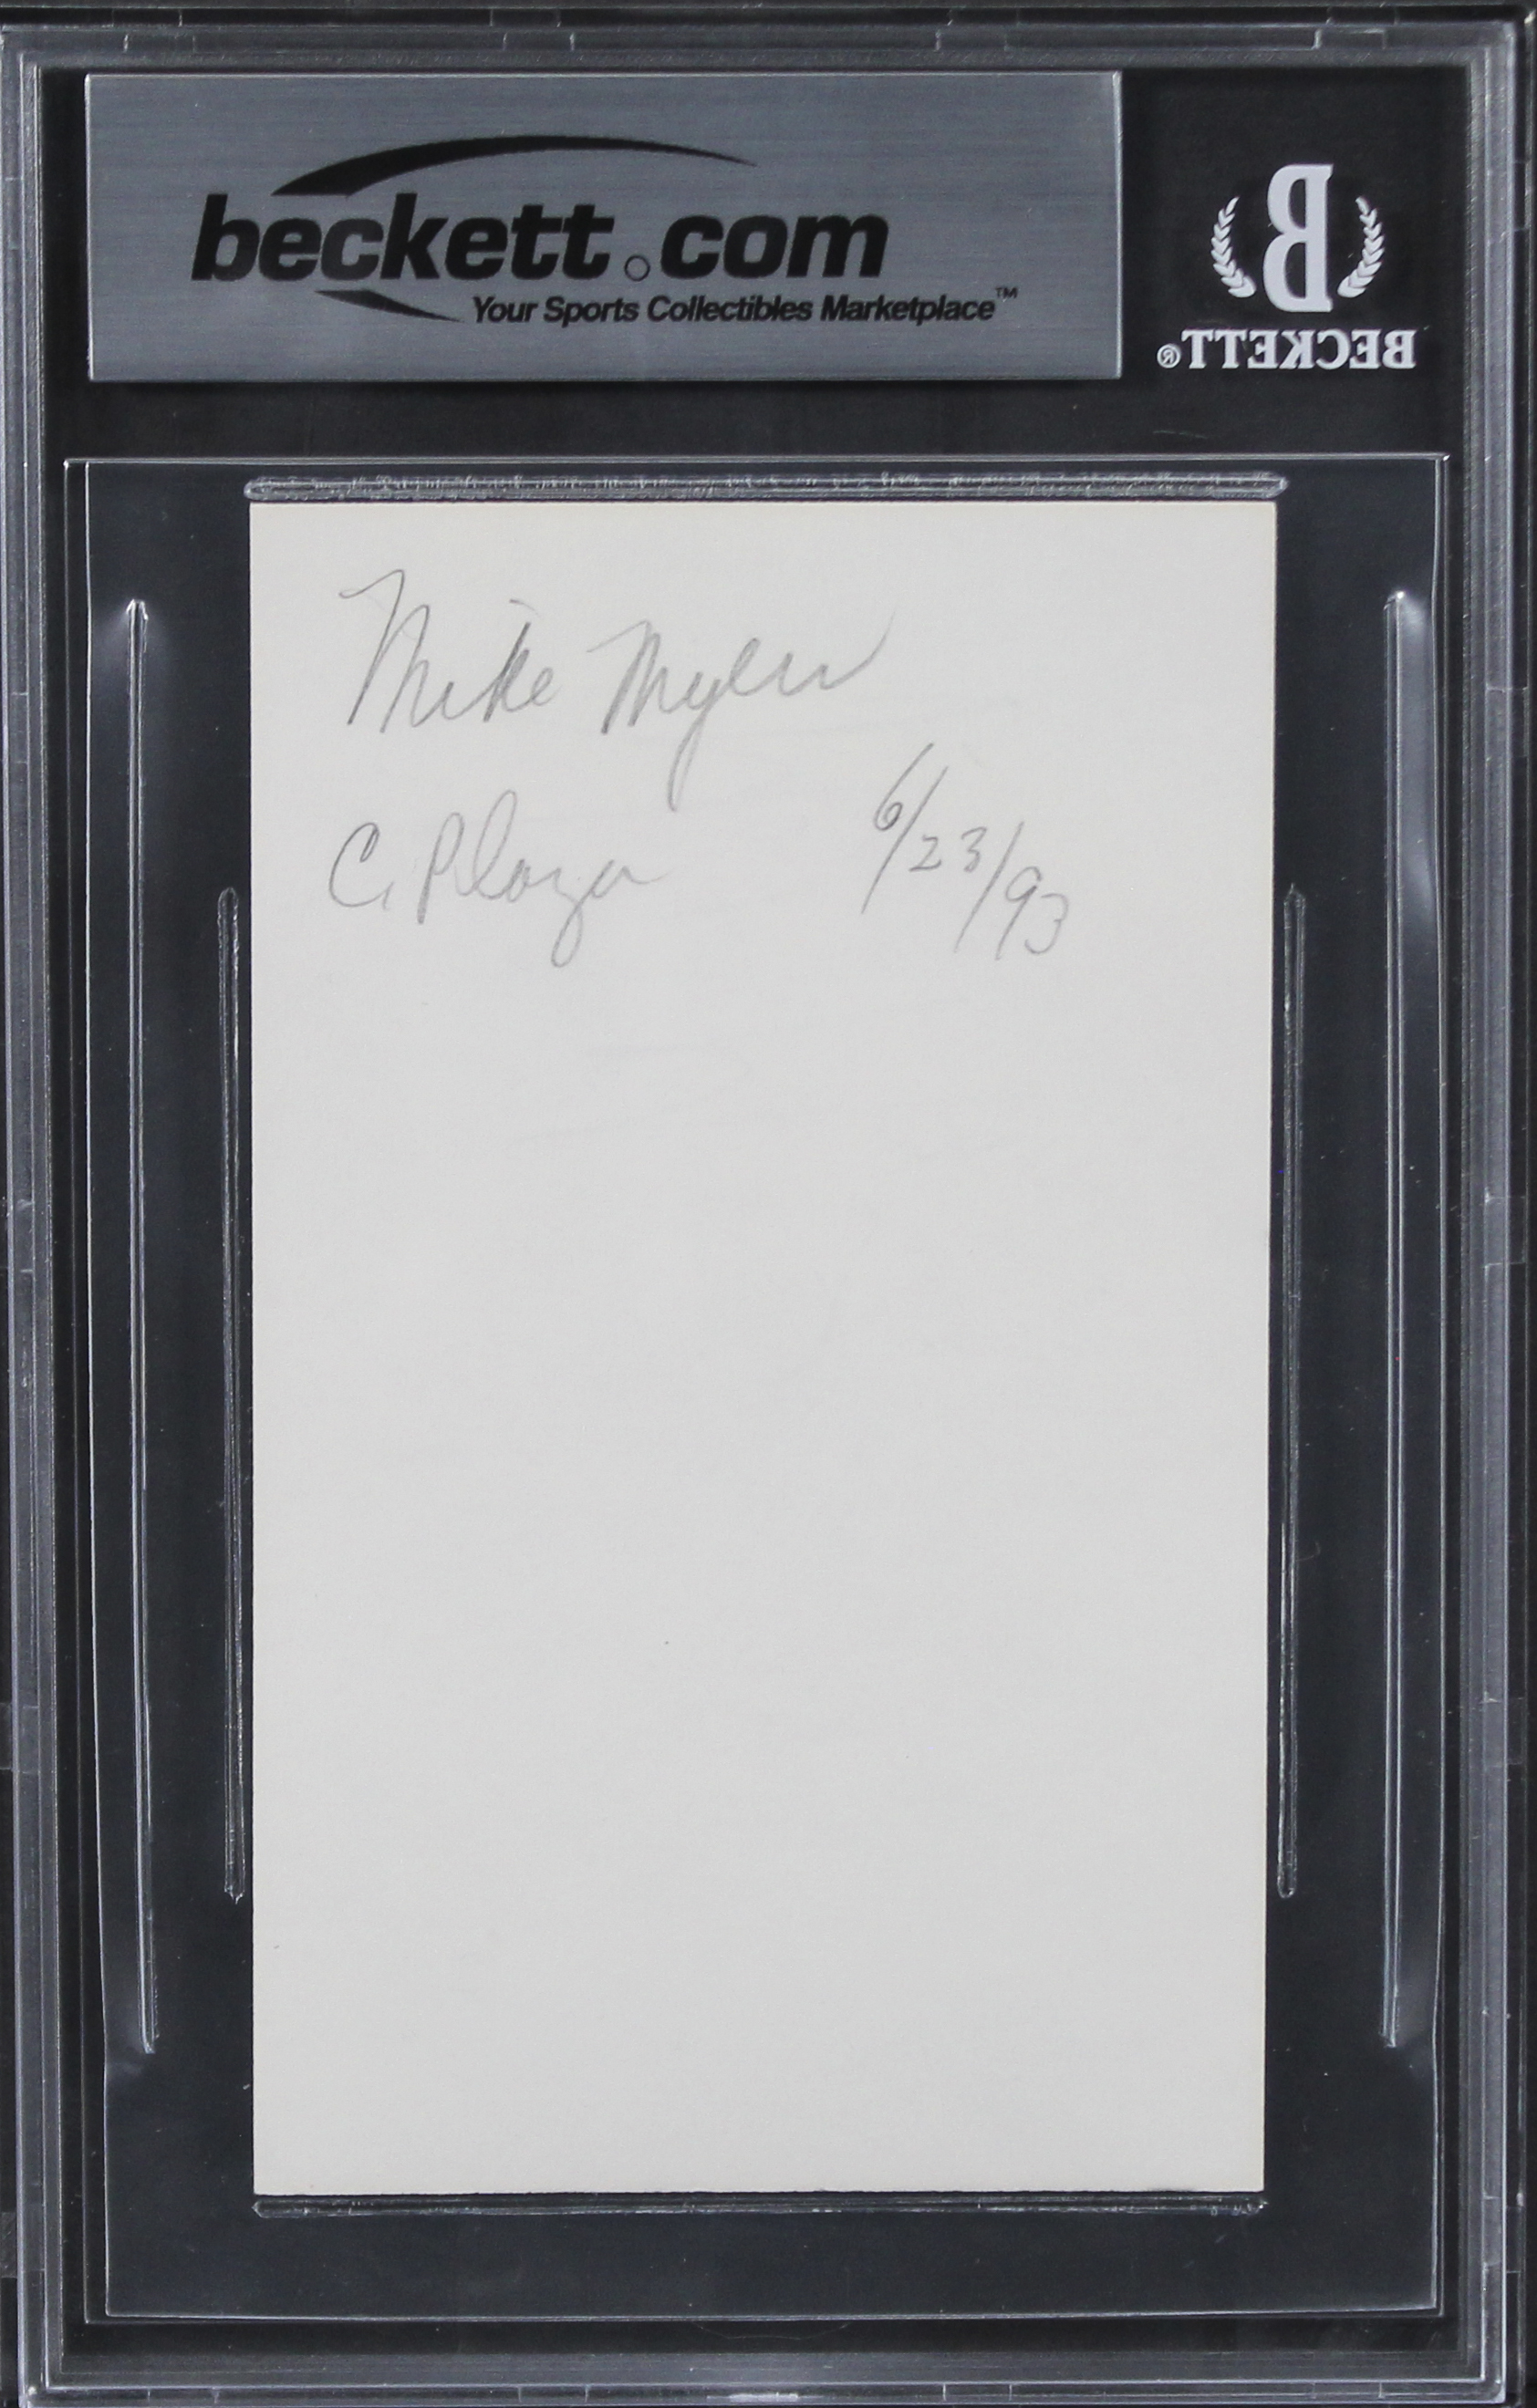 beckett.com
Your Sports Collectibles Marketplace™
B
BECKETT®
Mike Myers
C. Plaza 6/23/93